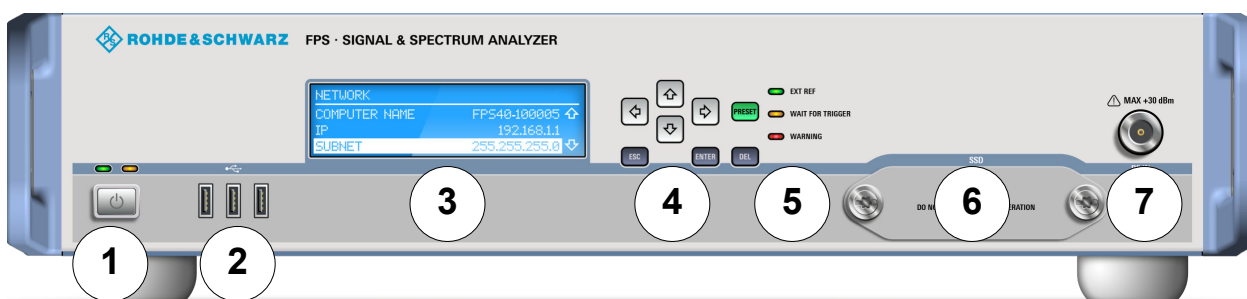 ROHDE & SCHWARZ FPS · SIGNAL & SPECTRUM ANALYZER
NETWORK
COMPUTER NAME FPS40-100005
IP 192.168.1.1
SUBNET 255.255.255.0
PRESET
ESC
ENTER
DEL
EXT REF
WAIT FOR TRIGGER
WARNING
MAX +30 dBm
SSD
DO
1
2
3
4
5
6
7